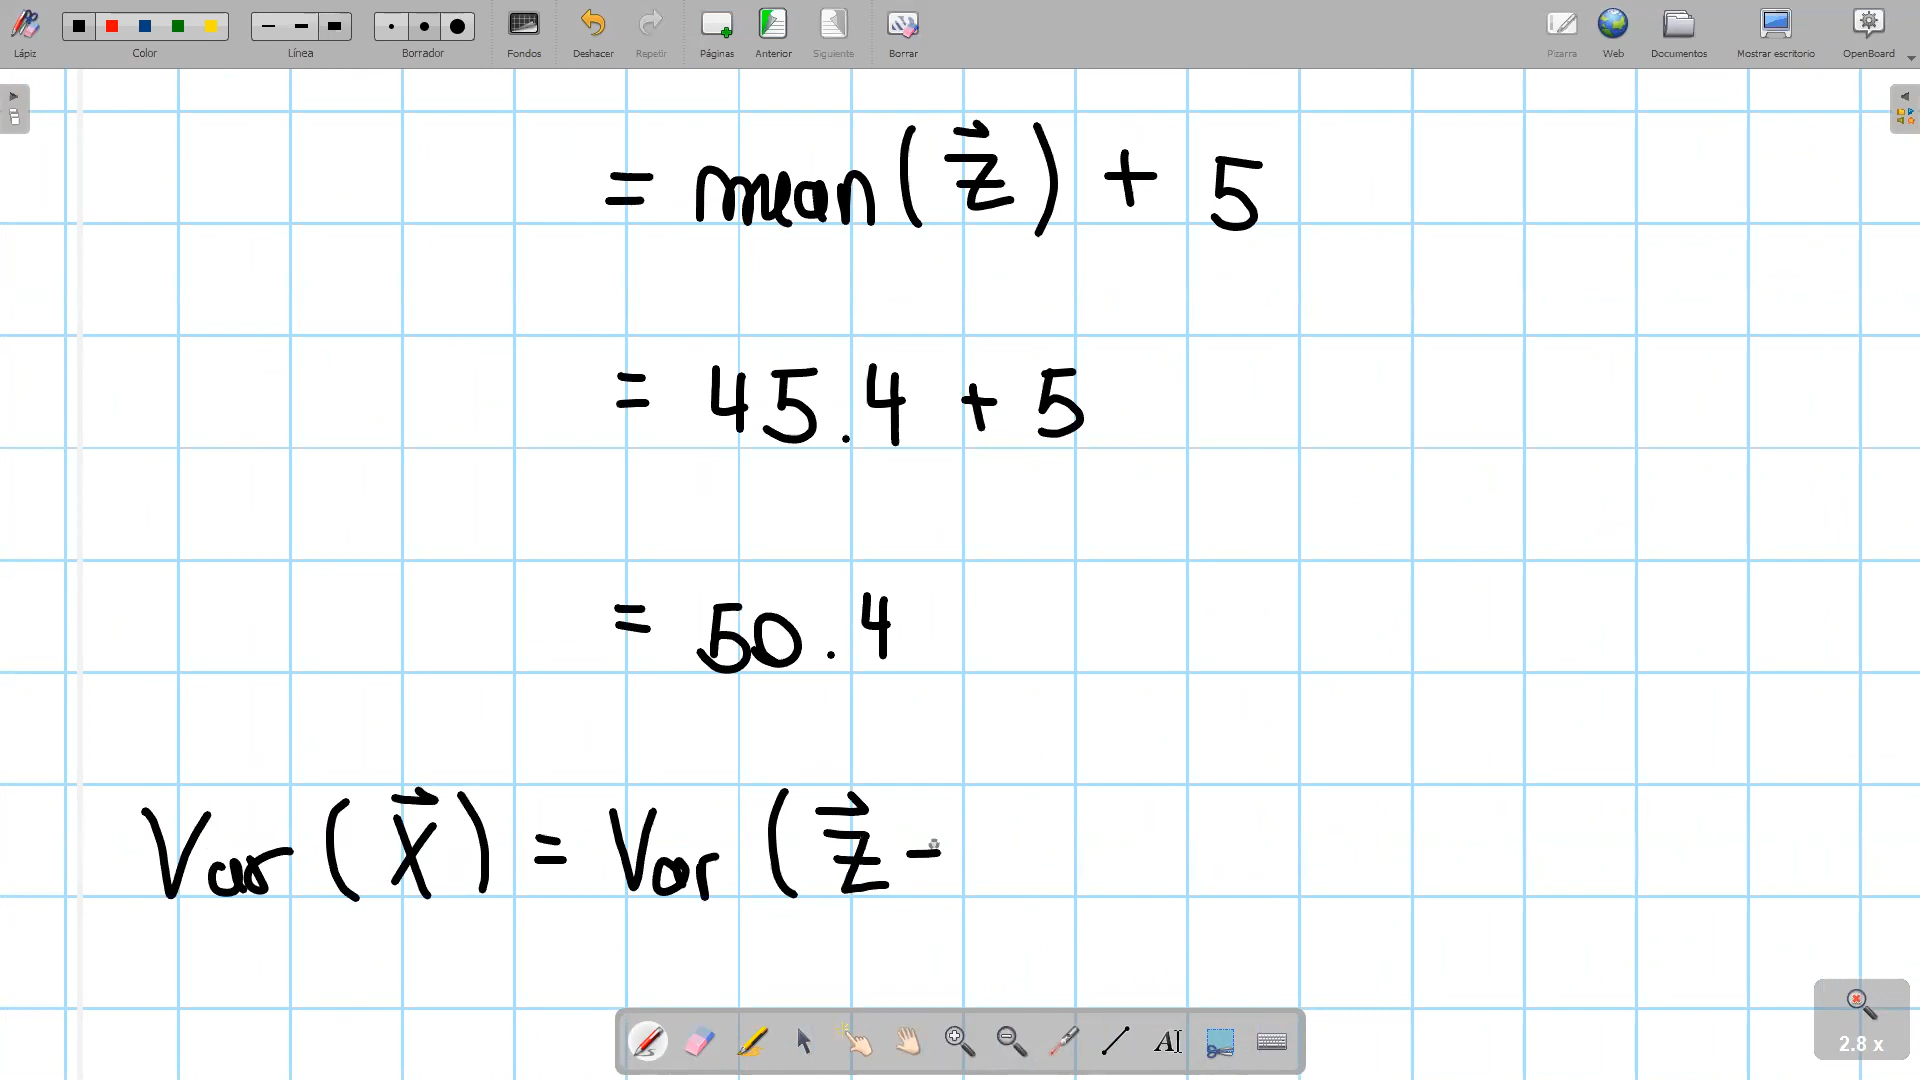 Lápiz Color Línea Borrador Fondos Deshacer Repetir Páginas Anterior Siguiente Borrar Pizarra Web Documentos Mostrar escritorio OpenBoard
= mean(z⃗) + 5
= 45.4 + 5
= 50.4
Var(x⃗) = Var(z⃗ -
AI
2.8 x